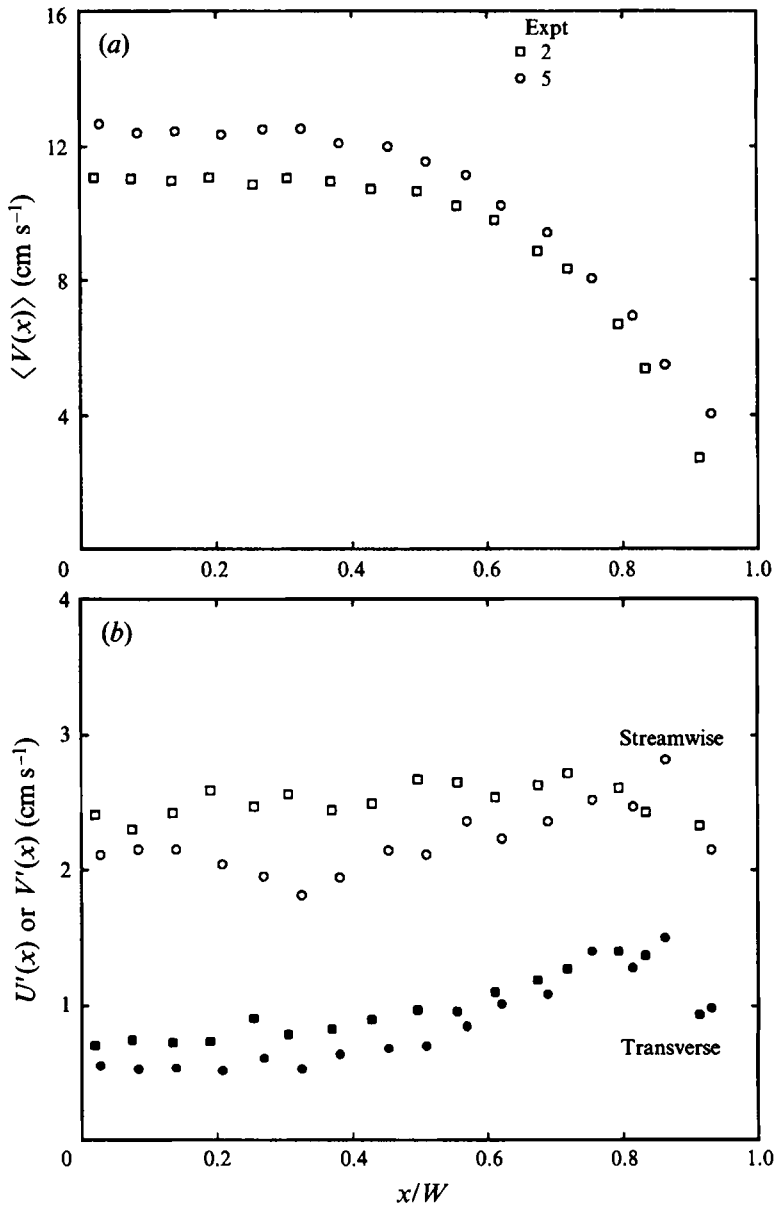 (a)
Expt
□ 2
○ 5
16
12
8
4
⟨V(x)⟩ (cm s⁻¹)
0 0.2 0.4 0.6 0.8 1.0
(b)
4
3
2
1
U′(x) or V′(x) (cm s⁻¹)
Streamwise
Transverse
0 0.2 0.4 0.6 0.8 1.0
x/W